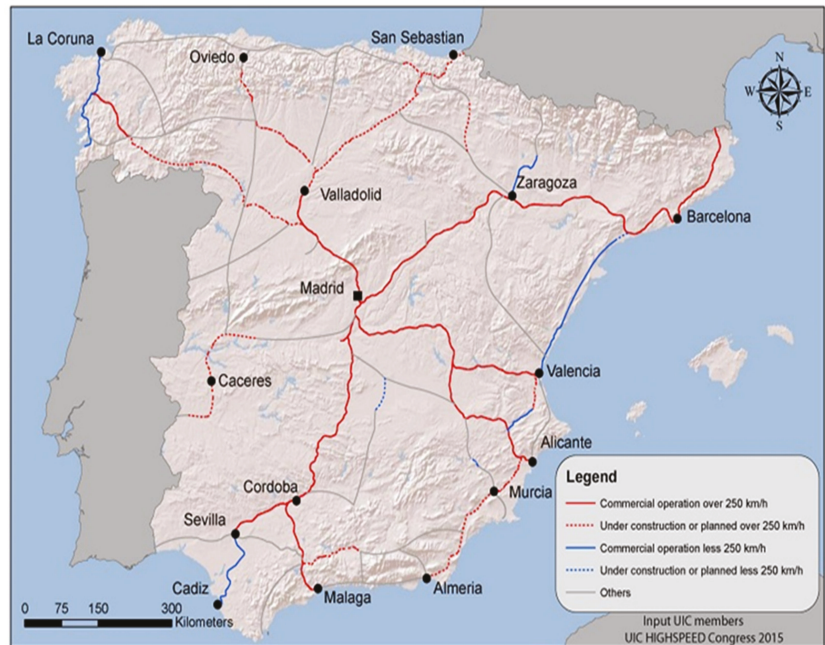 La Coruna
Oviedo
San Sebastian
N
W E
S
Zaragoza
Valladolid
Barcelona
Madrid
Valencia
Caceres
Alicante
Legend
Commercial operation over 250 km/h
Under construction or planned over 250 km/h
Commercial operation less 250 km/h
Under construction or planned less 250 km/h
Others
Cordoba
Murcia
Sevilla
Cadiz
Malaga
Almeria
0 75 150 300
Kilometers
Input UIC members
UIC HIGHSPEED Congress 2015